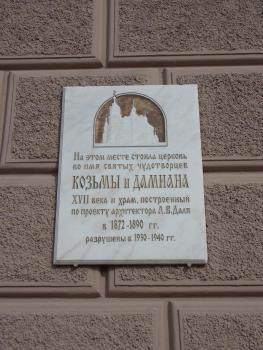 На этом месте стояла церковь
во имя святых чудотворцев
Козьмы и Дамиана
XVII века и храм, построенный
по проекту архитектора Л.В.Даля
в 1872-1890 гг.
разрушены в 1930-1940 гг.